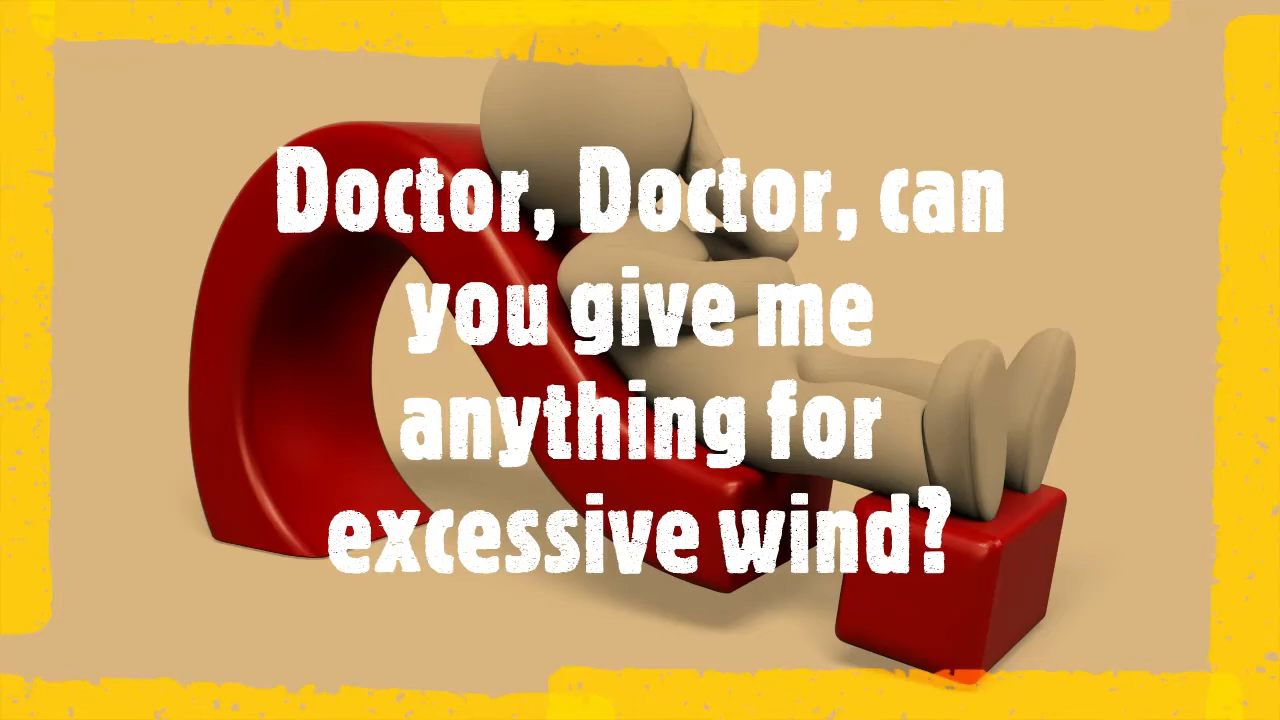 Doctor, Doctor, can
you give me
anything for
excessive wind?